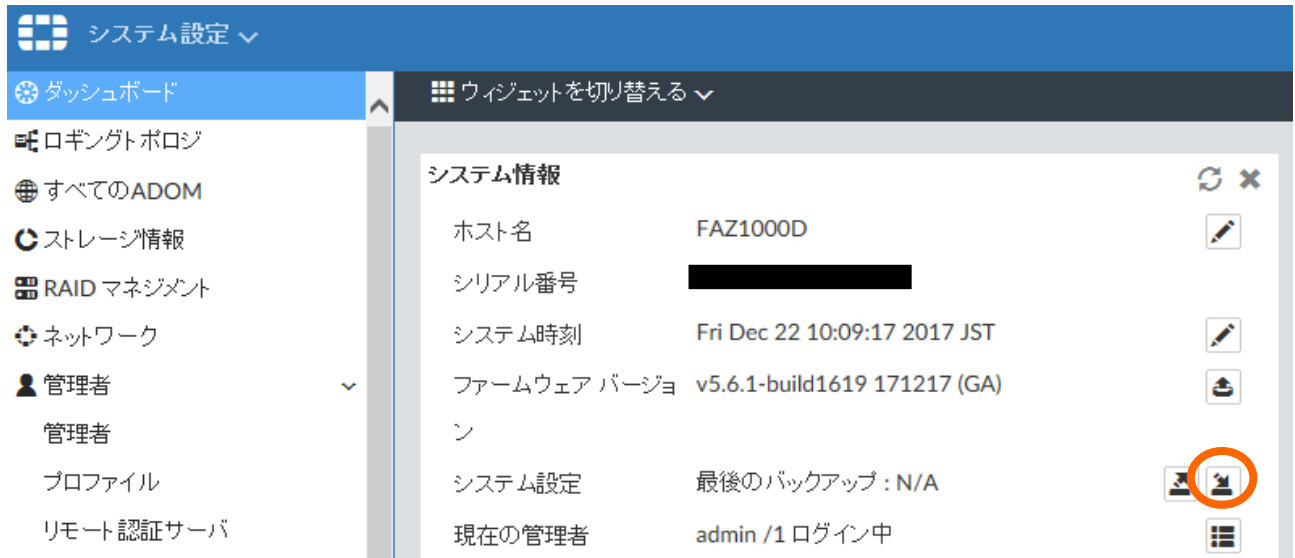 システム設定
ダッシュボード
ウィジェットを切り替える
ロギングトポロジ
すべてのADOM
ストレージ情報
RAID マネジメント
ネットワーク
管理者
管理者
プロファイル
リモート認証サーバ
システム情報
ホスト名 FAZ1000D
シリアル番号
システム時刻 Fri Dec 22 10:09:17 2017 JST
ファームウェア バージョ v5.6.1-build1619 171217 (GA)
ン
システム設定 最後のバックアップ : N/A
現在の管理者 admin /1 ログイン中